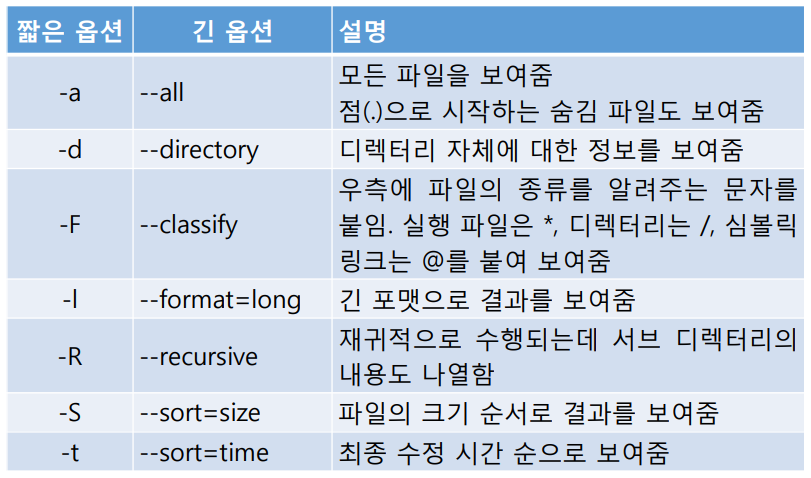 짧은 옵션 긴 옵션 설명
-a --all 모든 파일을 보여줌
점(.)으로 시작하는 숨김 파일도 보여줌
-d --directory 디렉터리 자체에 대한 정보를 보여줌
-F --classify 우측에 파일의 종류를 알려주는 문자를
붙임. 실행 파일은 *, 디렉터리는 /, 심볼릭
링크는 @를 붙여 보여줌
-l --format=long 긴 포맷으로 결과를 보여줌
-R --recursive 재귀적으로 수행되는데 서브 디렉터리의
내용도 나열함
-S --sort=size 파일의 크기 순서로 결과를 보여줌
-t --sort=time 최종 수정 시간 순으로 보여줌